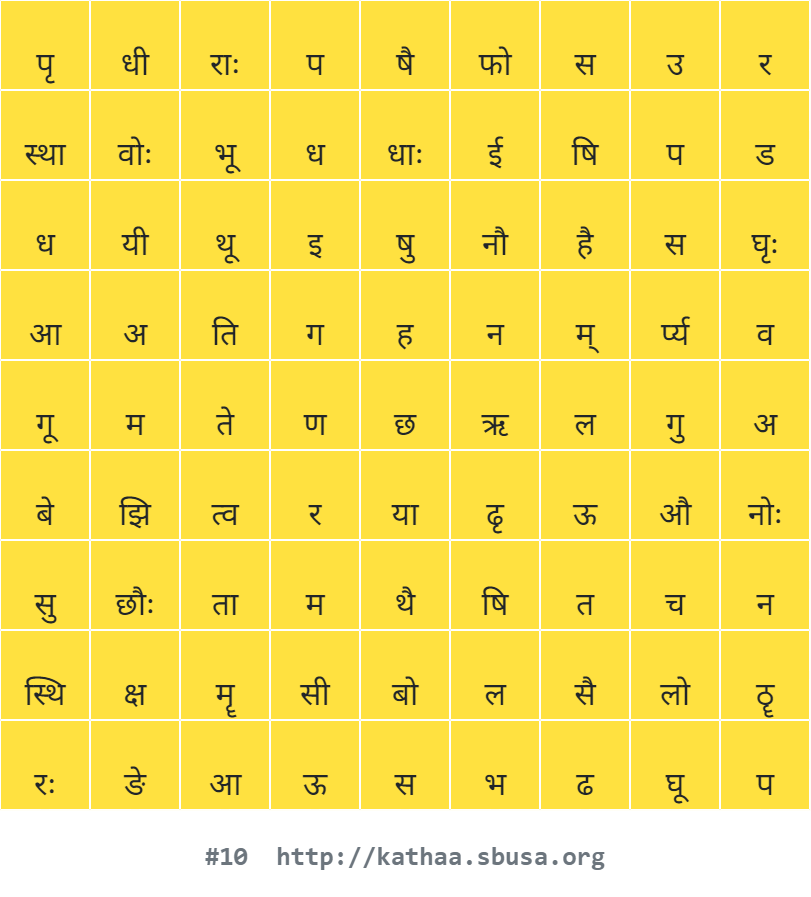 पृ धी राः प षै फो स उ र
स्था वोः भू ध धाः ई षि प ड
ध यी थू इ षु नौ है स घृः
आ अ ति ग ह न म् र्प्य व
गू म ते ण छ ऋ ल गु अ
बे झि त्व र या ढृ ऊ औ नोः
सु छौः ता म थै षि त च न
स्थि क्ष मॄ सी बो ल सै लो ठॄ
रः ङे आ ऊ स भ ढ घू प
#10 http://kathaa.sbusa.org